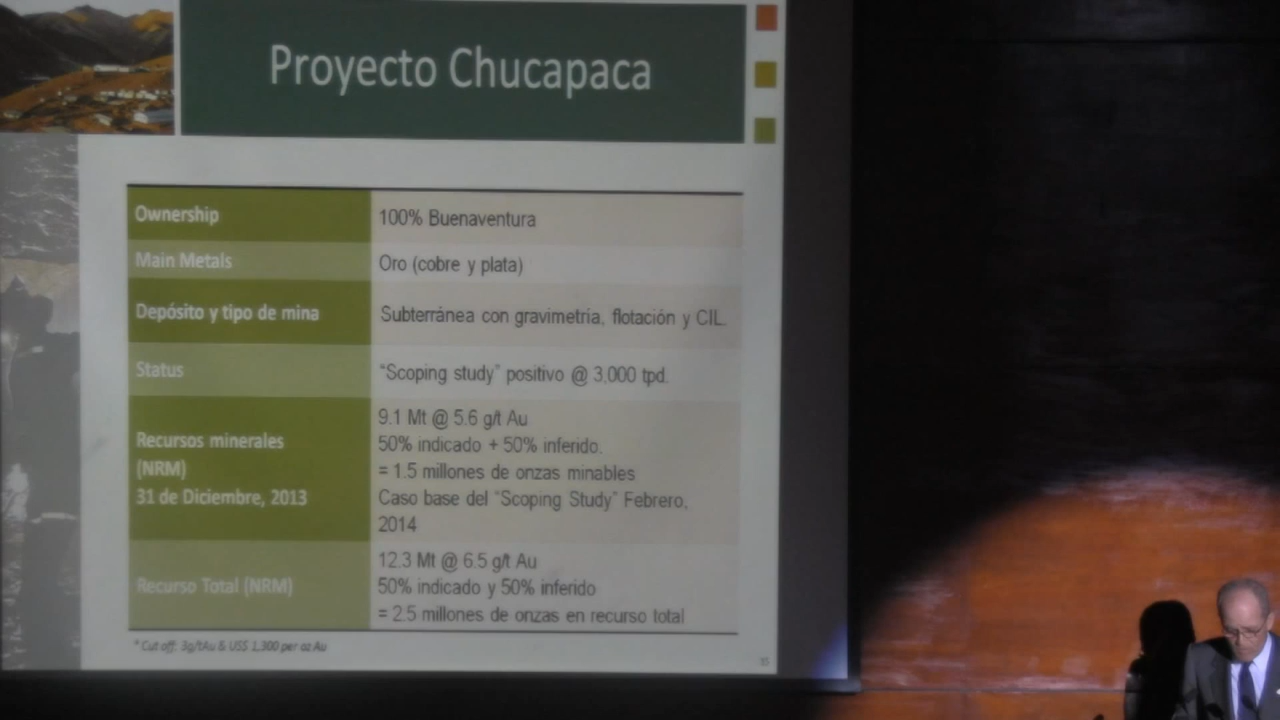 Proyecto Chucapaca
Ownership
100% Buenaventura
Main Metals
Oro (cobre y plata)
Depósito y tipo de mina
Subterránea con gravimetría, flotación y CIL.
Status
“Scoping study” positivo @ 3,000 tpd.
Recursos minerales
(NRM)
31 de Diciembre, 2013
9.1 Mt @ 5.6 g/t Au
50% indicado + 50% inferido.
= 1.5 millones de onzas minables
Caso base del “Scoping Study” Febrero,
2014
Recurso Total (NRM)
12.3 Mt @ 6.5 g/t Au
50% indicado y 50% inferido
= 2.5 millones de onzas en recurso total
* Cut off: 3g/tAu & US$ 1,300 per oz Au
15